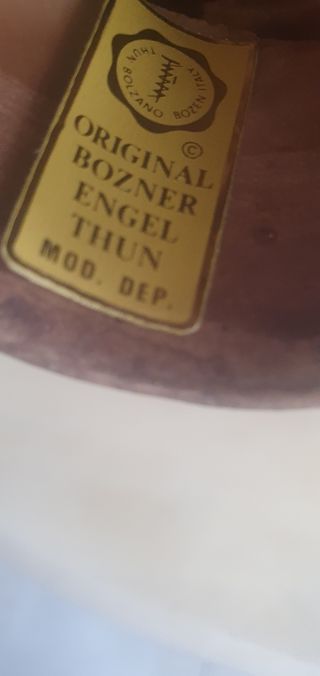 THUN BOLZANO BOZEN ITALY
©
ORIGINAL
BOZNER
ENGEL
THUN
MOD. DEP.